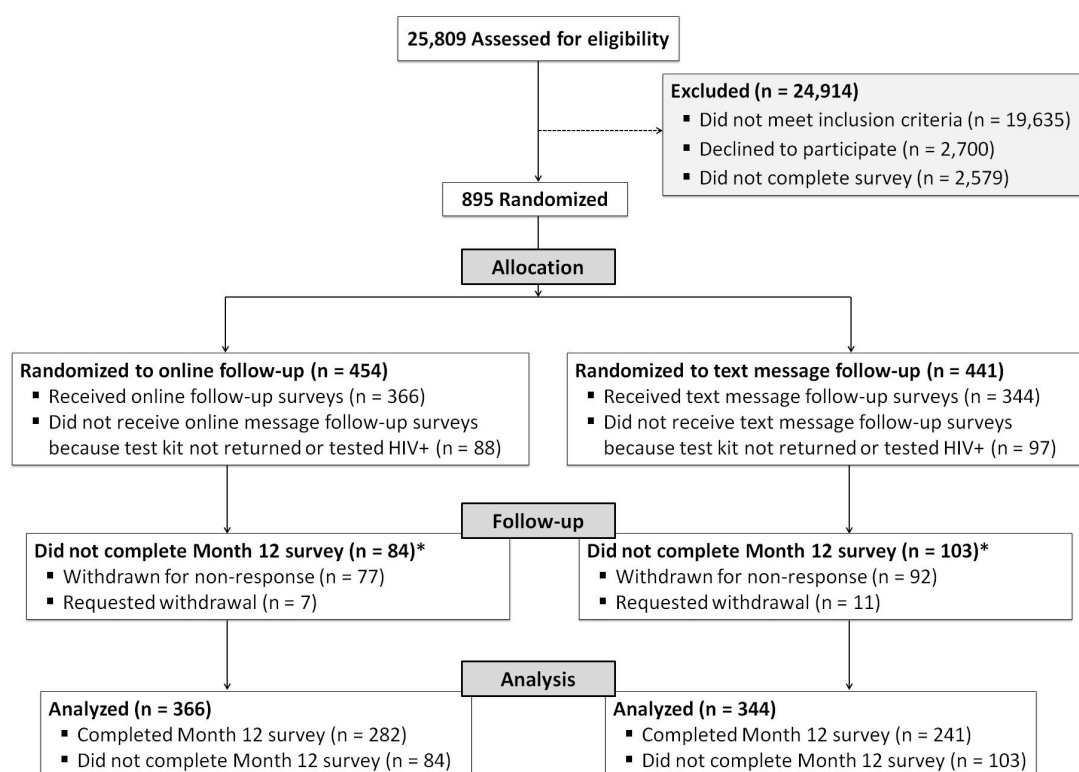 25,809 Assessed for eligibility
Excluded (n = 24,914)
▪ Did not meet inclusion criteria (n = 19,635)
▪ Declined to participate (n = 2,700)
▪ Did not complete survey (n = 2,579)
895 Randomized
Allocation
Randomized to online follow-up (n = 454)
▪ Received online follow-up surveys (n = 366)
▪ Did not receive online message follow-up surveys
because test kit not returned or tested HIV+ (n = 88)
Randomized to text message follow-up (n = 441)
▪ Received text message follow-up surveys (n = 344)
▪ Did not receive text message follow-up surveys
because test kit not returned or tested HIV+ (n = 97)
Follow-up
Did not complete Month 12 survey (n = 84)*
▪ Withdrawn for non-response (n = 77)
▪ Requested withdrawal (n = 7)
Did not complete Month 12 survey (n = 103)*
▪ Withdrawn for non-response (n = 92)
▪ Requested withdrawal (n = 11)
Analysis
Analyzed (n = 366)
▪ Completed Month 12 survey (n = 282)
▪ Did not complete Month 12 survey (n = 84)
Analyzed (n = 344)
▪ Completed Month 12 survey (n = 241)
▪ Did not complete Month 12 survey (n = 103)